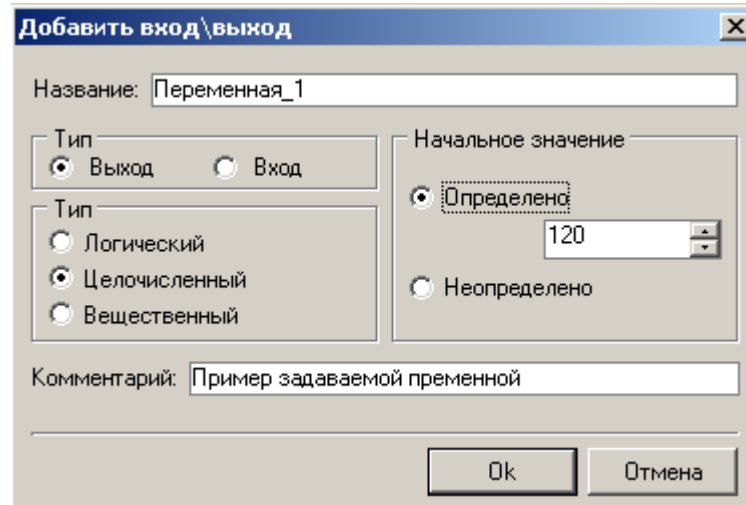 Добавить вход\выход
Название: Переменная_1
Тип
Выход Вход
Тип
Логический
Целочисленный
Вещественный
Начальное значение
Определено
120
Неопределено
Комментарий: Пример задаваемой пременной
Ok Отмена